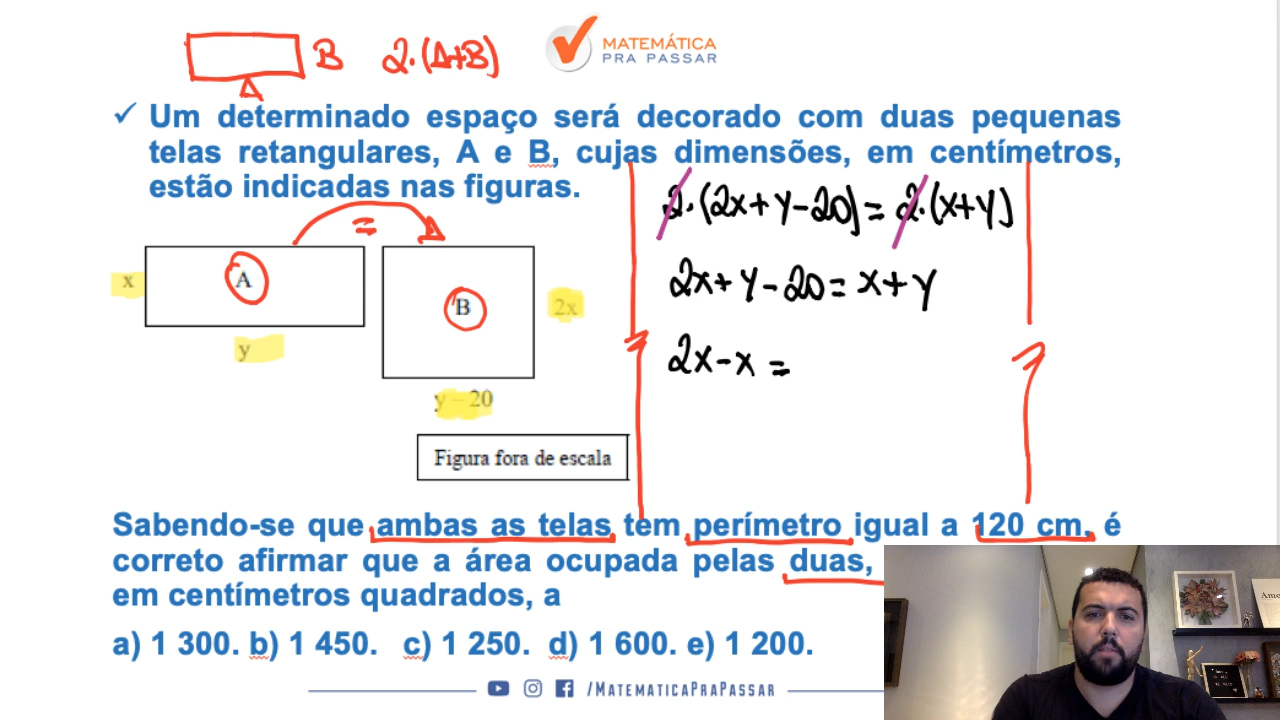 B 2.(A+B)
A
MATEMÁTICA
PRA PASSAR
✓ Um determinado espaço será decorado com duas pequenas
telas retangulares, A e B, cujas dimensões, em centímetros,
estão indicadas nas figuras.
2.(2x+y-20)=2.(x+y)
=
x A B 2x
2x+y-20=x+y
y
2x-x=
y – 20
Figura fora de escala
Sabendo-se que ambas as telas têm perímetro igual a 120 cm, é
correto afirmar que a área ocupada pelas duas,
em centímetros quadrados, a
a) 1 300. b) 1 450. c) 1 250. d) 1 600. e) 1 200.
/MATEMATICAPRAPASSAR